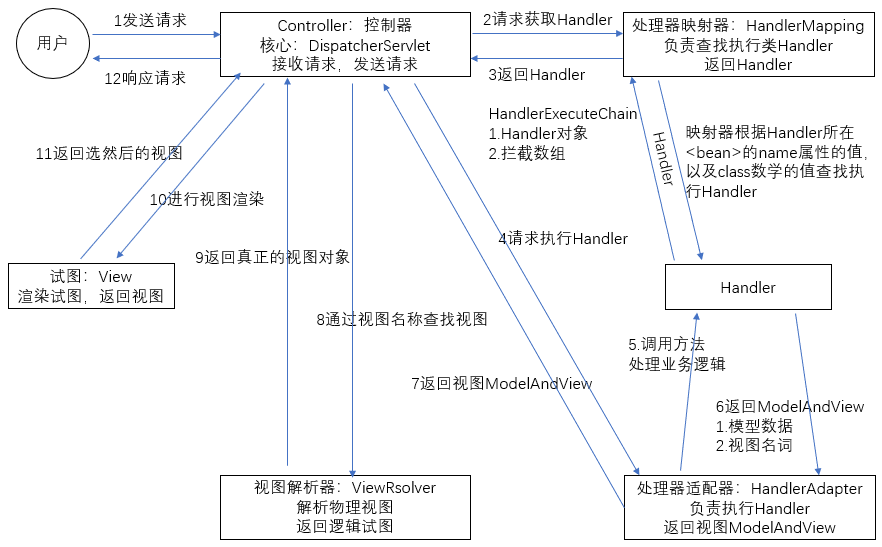 用户
1发送请求
12响应请求
Controller：控制器
核心：DispatcherServlet
接收请求，发送请求
2请求获取Handler
3返回Handler
处理器映射器：HandlerMapping
负责查找执行类Handler
返回Handler
HandlerExecuteChain
1.Handler对象
2.拦截数组
Handler
映射器根据Handler所在
<bean>的name属性的值，
以及class数学的值查找执
行Handler
11返回选然后的视图
10进行视图渲染
4请求执行Handler
9返回真正的视图对象
试图：View
渲染试图，返回视图
Handler
8通过视图名称查找视图
5.调用方法
处理业务逻辑
7返回视图ModelAndView
6返回ModelAndView
1.模型数据
2.视图名词
视图解析器：ViewRsolver
解析物理视图
返回逻辑试图
处理器适配器：HandlerAdapter
负责执行Handler
返回视图ModelAndView